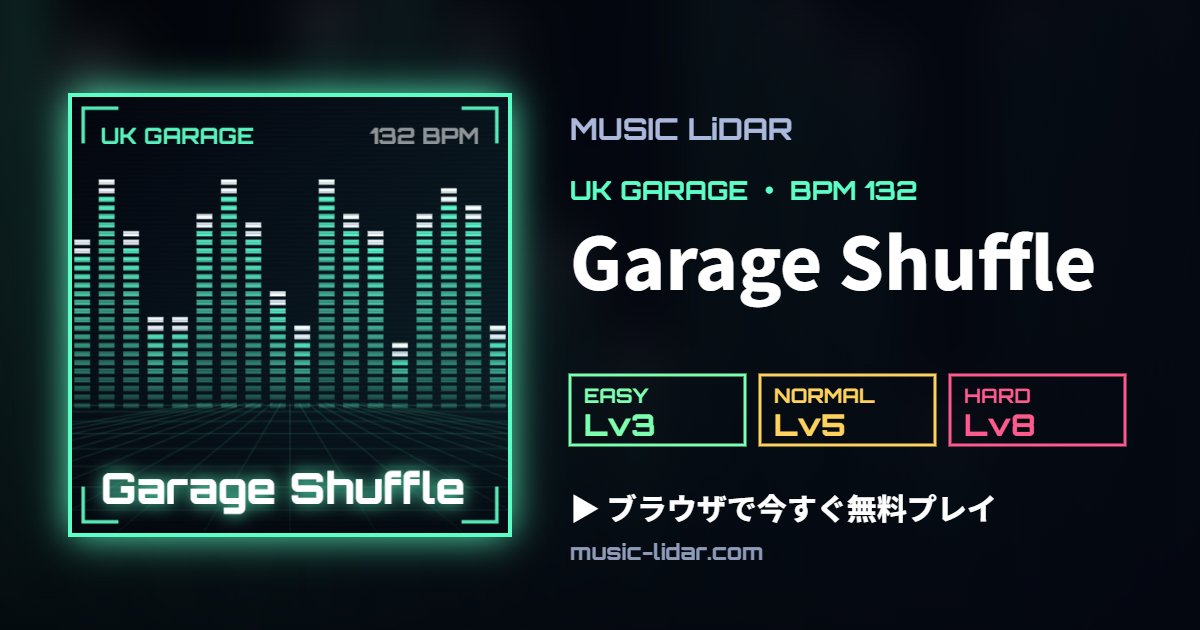 UK GARAGE
132 BPM
Garage Shuffle
MUSIC LiDAR
UK GARAGE • BPM 132
Garage Shuffle
EASY
Lv3
NORMAL
Lv5
HARD
Lv8
▶ ブラウザで今すぐ無料プレイ
music-lidar.com